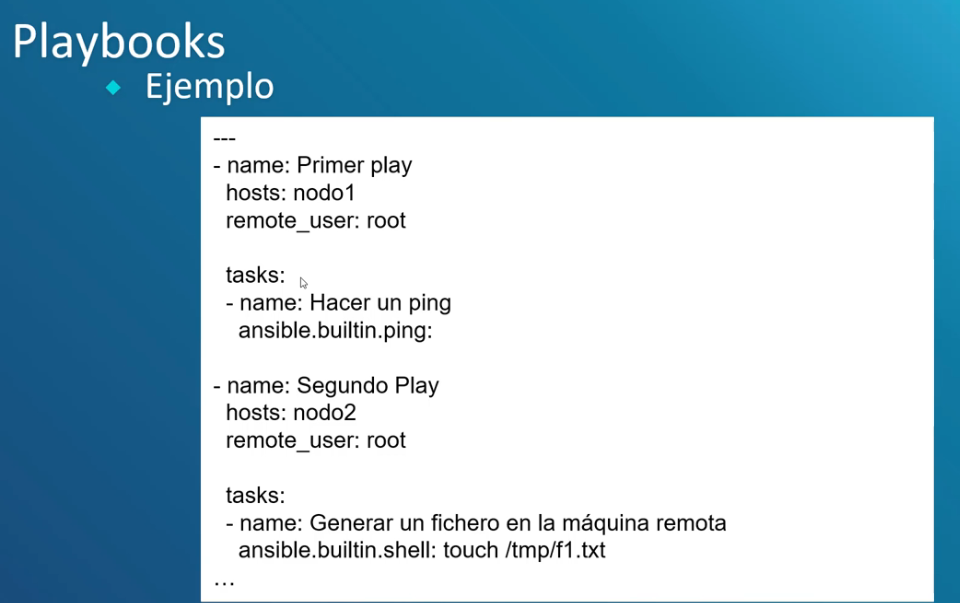 Playbooks
Ejemplo
---
- name: Primer play
hosts: nodo1
remote_user: root
tasks:
- name: Hacer un ping
ansible.builtin.ping:
- name: Segundo Play
hosts: nodo2
remote_user: root
tasks:
- name: Generar un fichero en la máquina remota
ansible.builtin.shell: touch /tmp/f1.txt
…